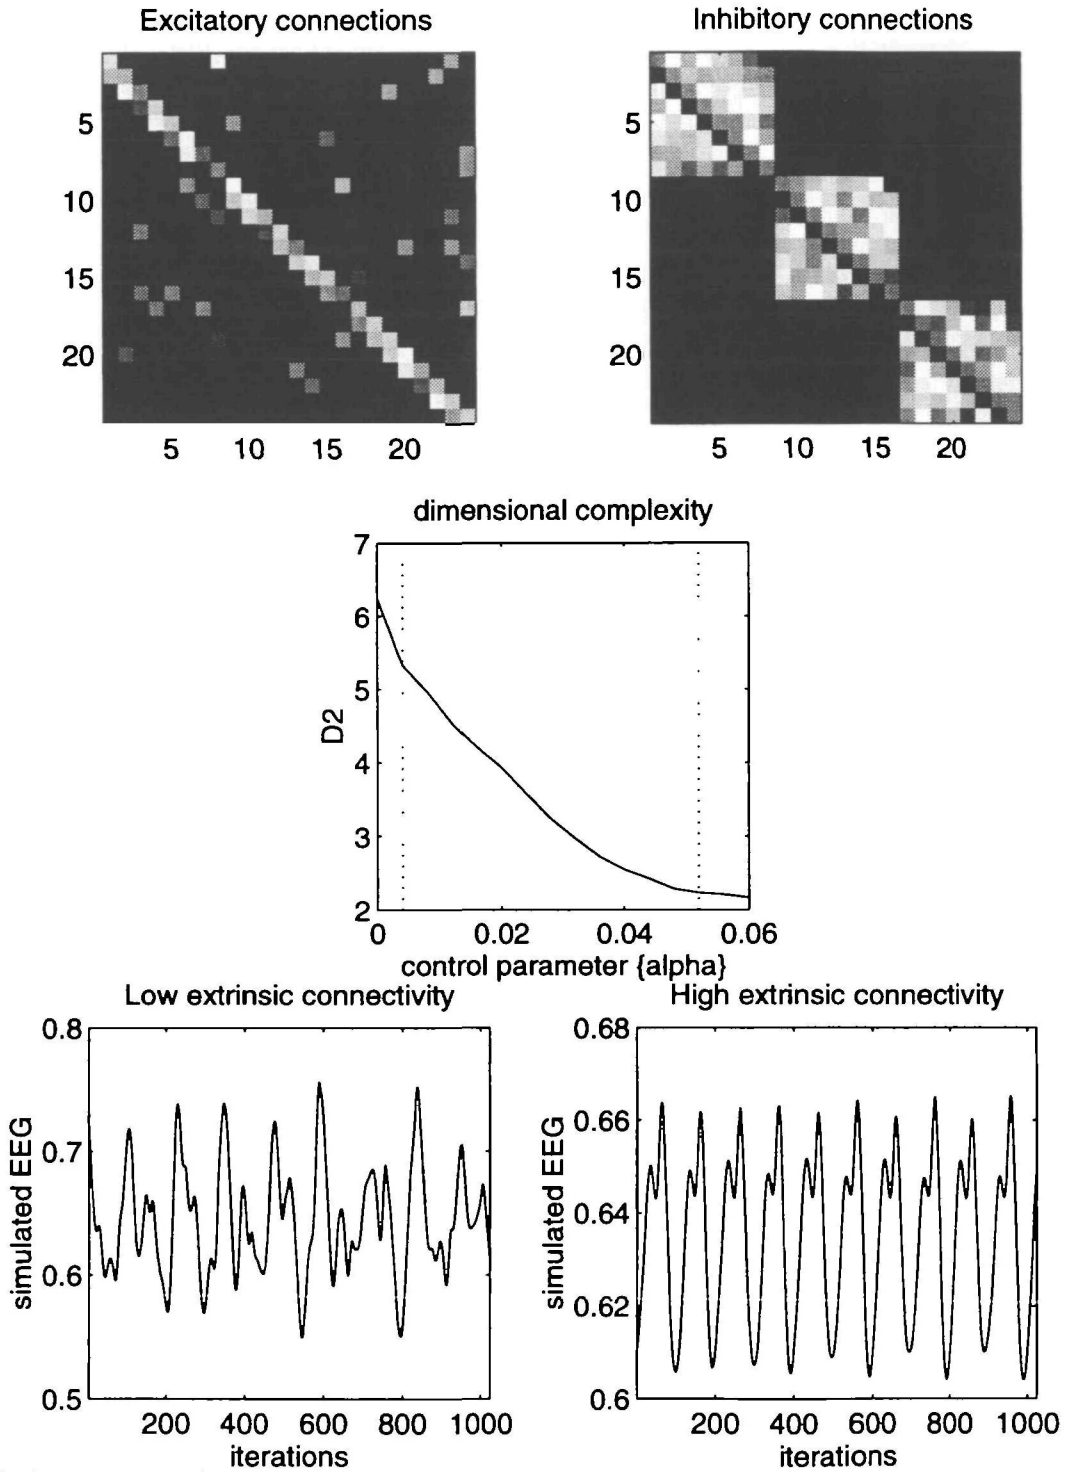 Excitatory connections
Inhibitory connections
5
10
15
20
5 10 15 20
5
10
15
20
5 10 15 20
dimensional complexity
7
6
5
4
3
2
D2
0 0.02 0.04 0.06
control parameter {alpha}
Low extrinsic connectivity
0.8
0.7
0.6
0.5
simulated EEG
200 400 600 800 1000
iterations
High extrinsic connectivity
0.68
0.66
0.64
0.62
0.6
simulated EEG
200 400 600 800 1000
iterations